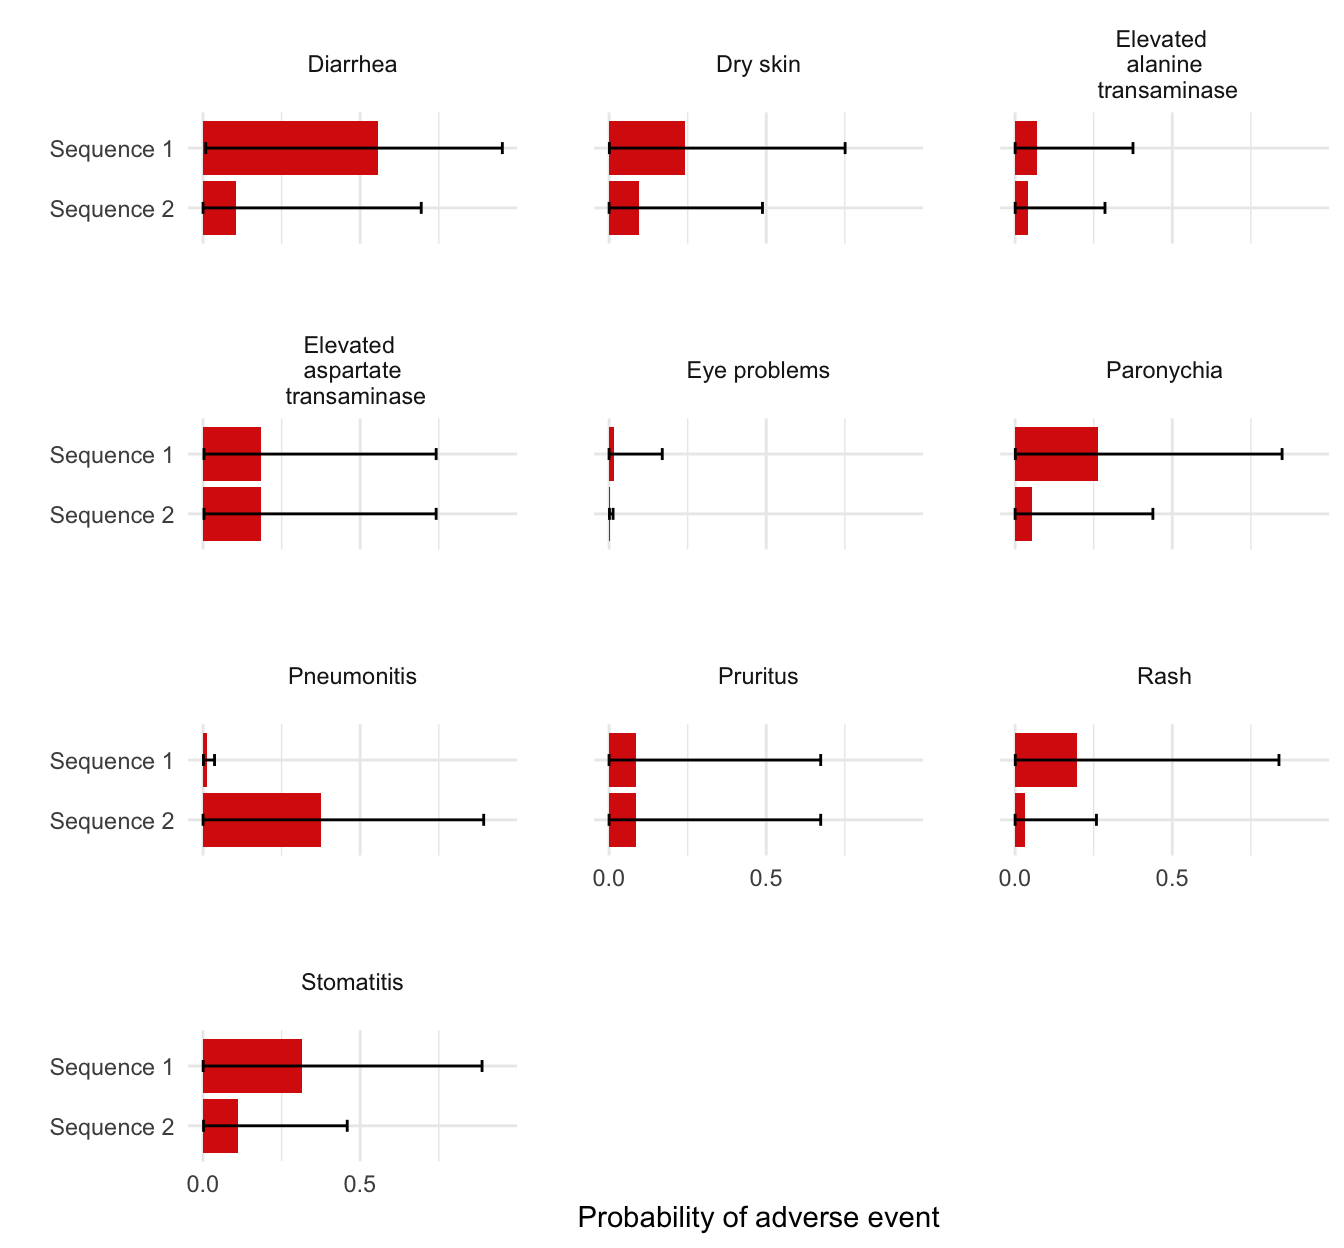 Diarrhea
Dry skin
Elevated
alanine
transaminase
Sequence 1
Sequence 2
Elevated
aspartate
transaminase
Eye problems
Paronychia
Sequence 1
Sequence 2
Pneumonitis
Pruritus
Rash
Sequence 1
Sequence 2
0.0 0.5
0.0 0.5
Stomatitis
Sequence 1
Sequence 2
0.0 0.5
Probability of adverse event